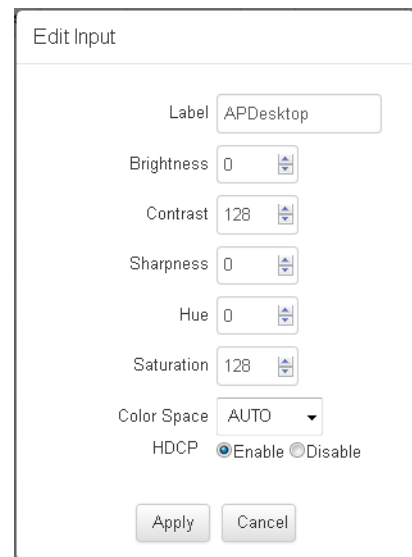 Edit Input
Label APDesktop
Brightness 0
Contrast 128
Sharpness 0
Hue 0
Saturation 128
Color Space AUTO
HDCP Enable Disable
Apply Cancel